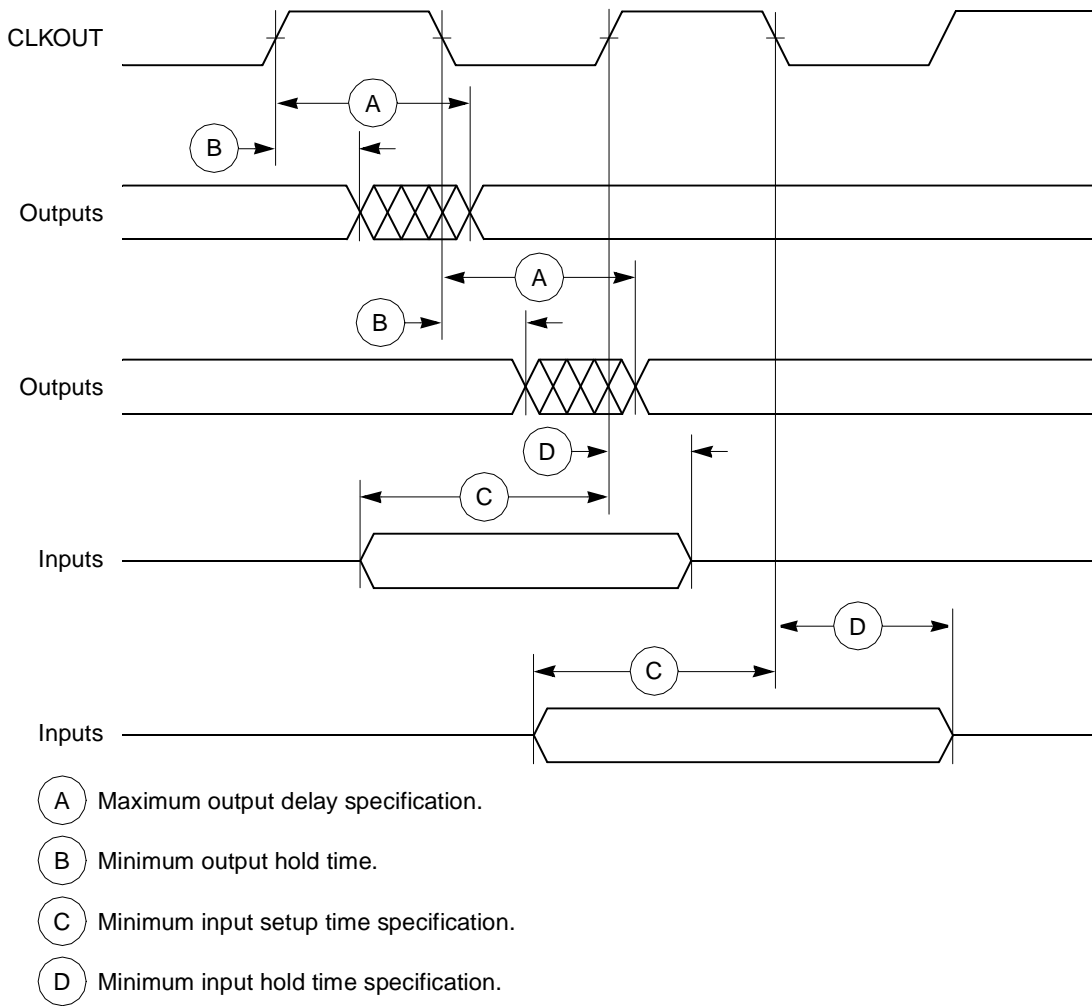 CLKOUT
A
B
Outputs
A
B
Outputs
D
C
Inputs
D
C
Inputs
A Maximum output delay specification.
B Minimum output hold time.
C Minimum input setup time specification.
D Minimum input hold time specification.